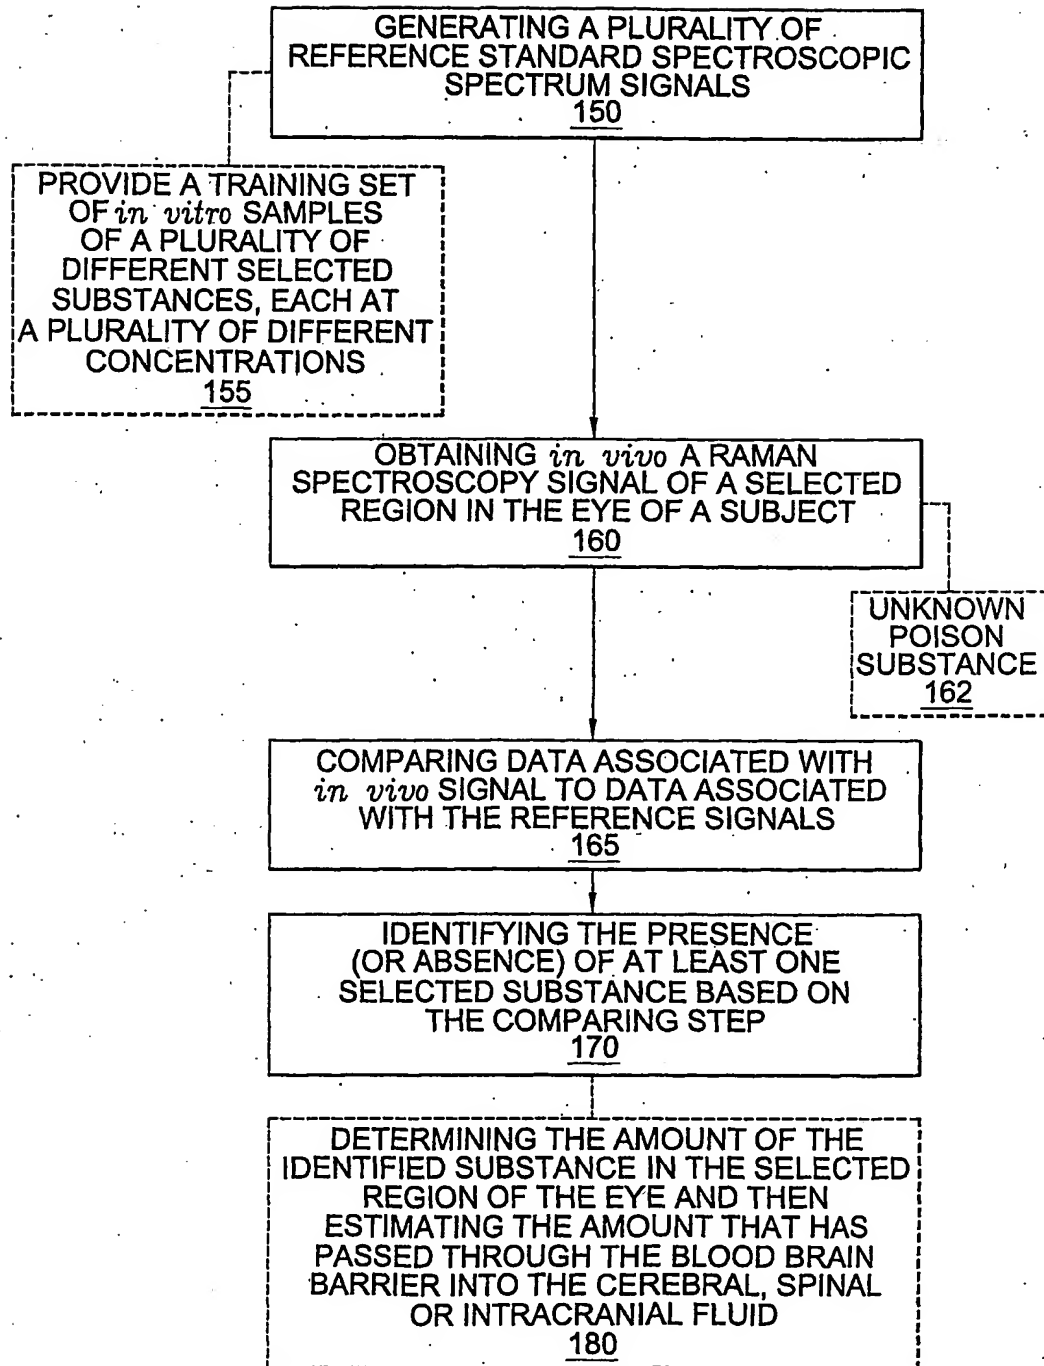 GENERATING A PLURALITY OF
REFERENCE STANDARD SPECTROSCOPIC
SPECTRUM SIGNALS
150
PROVIDE A TRAINING SET
OF in vitro SAMPLES
OF A PLURALITY OF
DIFFERENT SELECTED
SUBSTANCES, EACH AT
A PLURALITY OF DIFFERENT
CONCENTRATIONS
155
OBTAINING in vivo A RAMAN
SPECTROSCOPY SIGNAL OF A SELECTED
REGION IN THE EYE OF A SUBJECT
160
UNKNOWN
POISON
SUBSTANCE
162
COMPARING DATA ASSOCIATED WITH
in vivo SIGNAL TO DATA ASSOCIATED
WITH THE REFERENCE SIGNALS
165
IDENTIFYING THE PRESENCE
(OR ABSENCE) OF AT LEAST ONE
SELECTED SUBSTANCE BASED ON
THE COMPARING STEP
170
DETERMINING THE AMOUNT OF THE
IDENTIFIED SUBSTANCE IN THE SELECTED
REGION OF THE EYE AND THEN
ESTIMATING THE AMOUNT THAT HAS
PASSED THROUGH THE BLOOD BRAIN
BARRIER INTO THE CEREBRAL, SPINAL
OR INTRACRANIAL FLUID
180